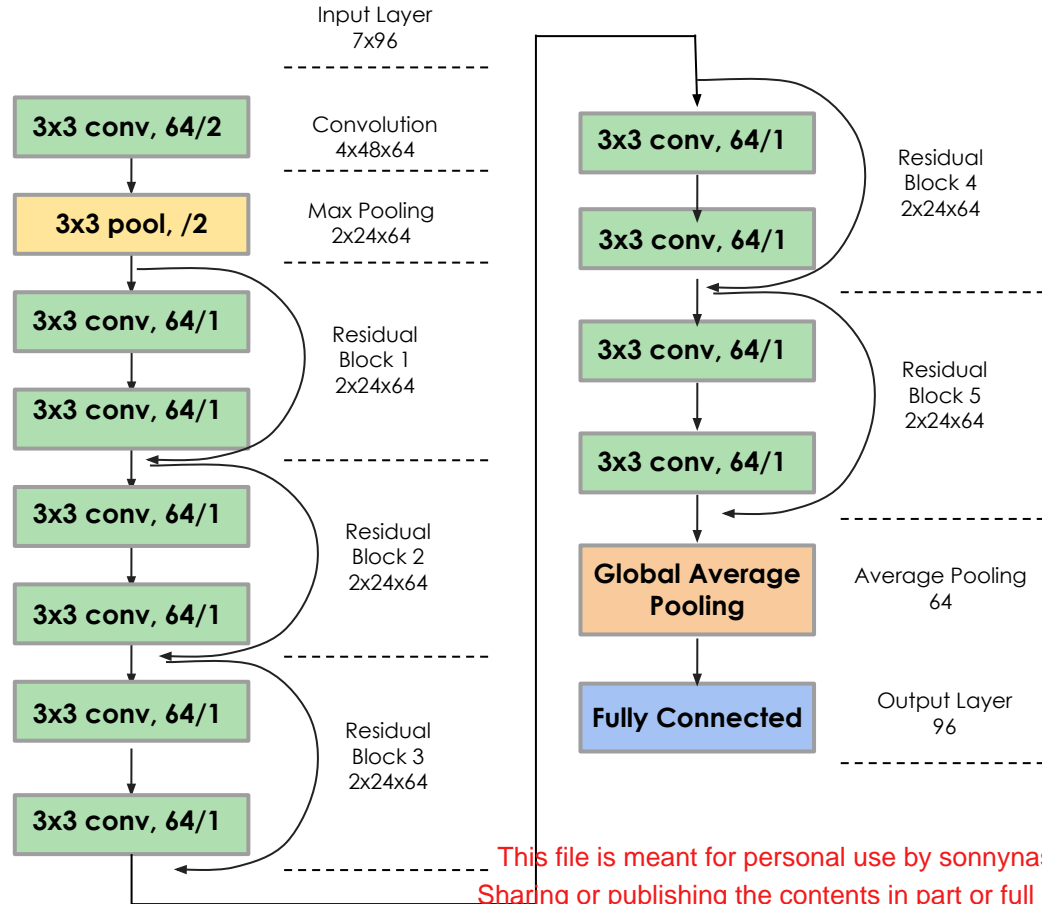 Input Layer
7x96
3x3 conv, 64/2
Convolution
4x48x64
3x3 pool, /2
Max Pooling
2x24x64
3x3 conv, 64/1
3x3 conv, 64/1
Residual
Block 1
2x24x64
3x3 conv, 64/1
3x3 conv, 64/1
Residual
Block 2
2x24x64
3x3 conv, 64/1
3x3 conv, 64/1
Residual
Block 3
2x24x64
3x3 conv, 64/1
3x3 conv, 64/1
Residual
Block 4
2x24x64
3x3 conv, 64/1
3x3 conv, 64/1
Residual
Block 5
2x24x64
Global Average
Pooling
Average Pooling
64
Fully Connected
Output Layer
96
This file is meant for personal use by sonnynas
Sharing or publishing the contents in part or full